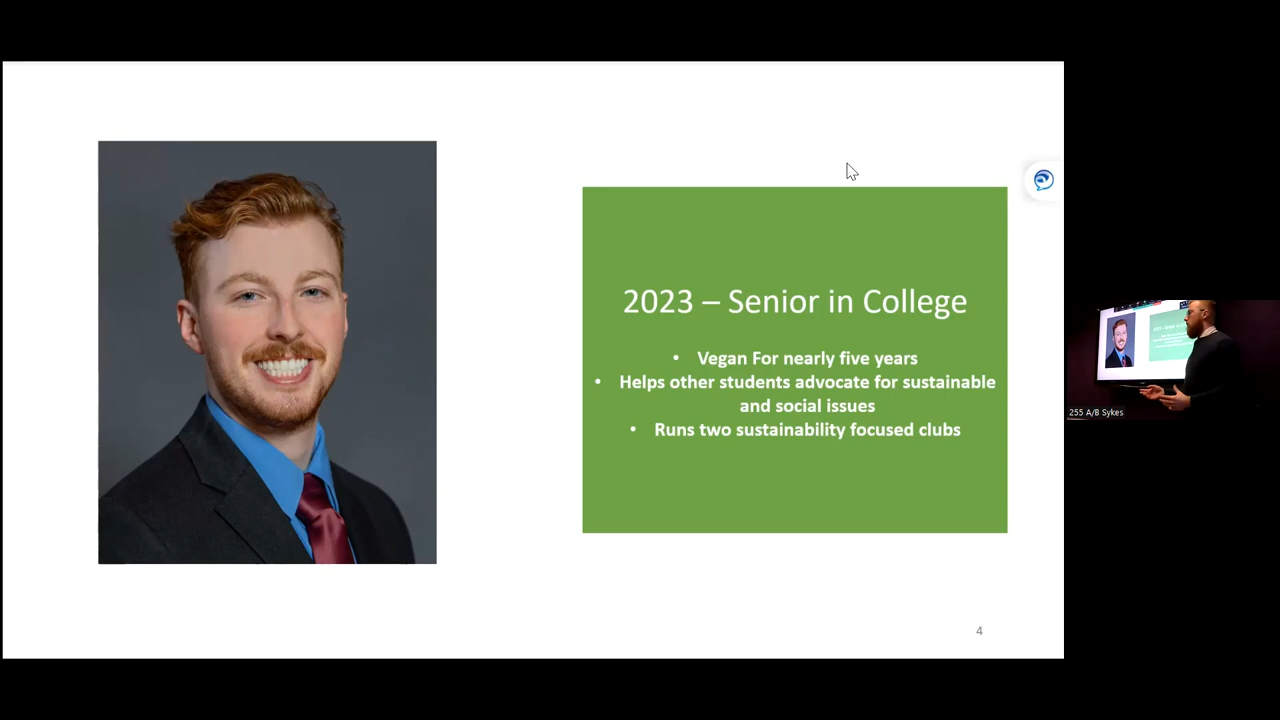 2023 – Senior in College
• Vegan For nearly five years
• Helps other students advocate for sustainable
and social issues
• Runs two sustainability focused clubs
4
255 A/B Sykes